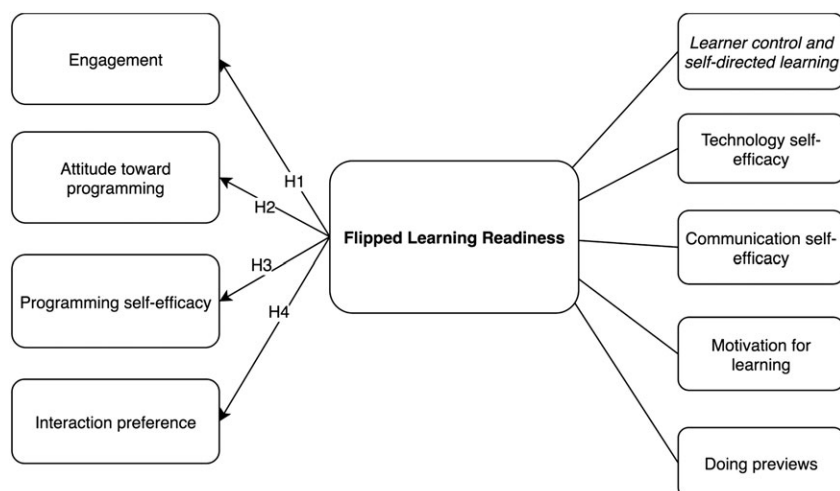 Engagement
Attitude toward
programming
Programming self-efficacy
Interaction preference
H1
H2
H3
H4
Flipped Learning Readiness
Learner control and
self-directed learning
Technology self-
efficacy
Communication self-
efficacy
Motivation for
learning
Doing previews